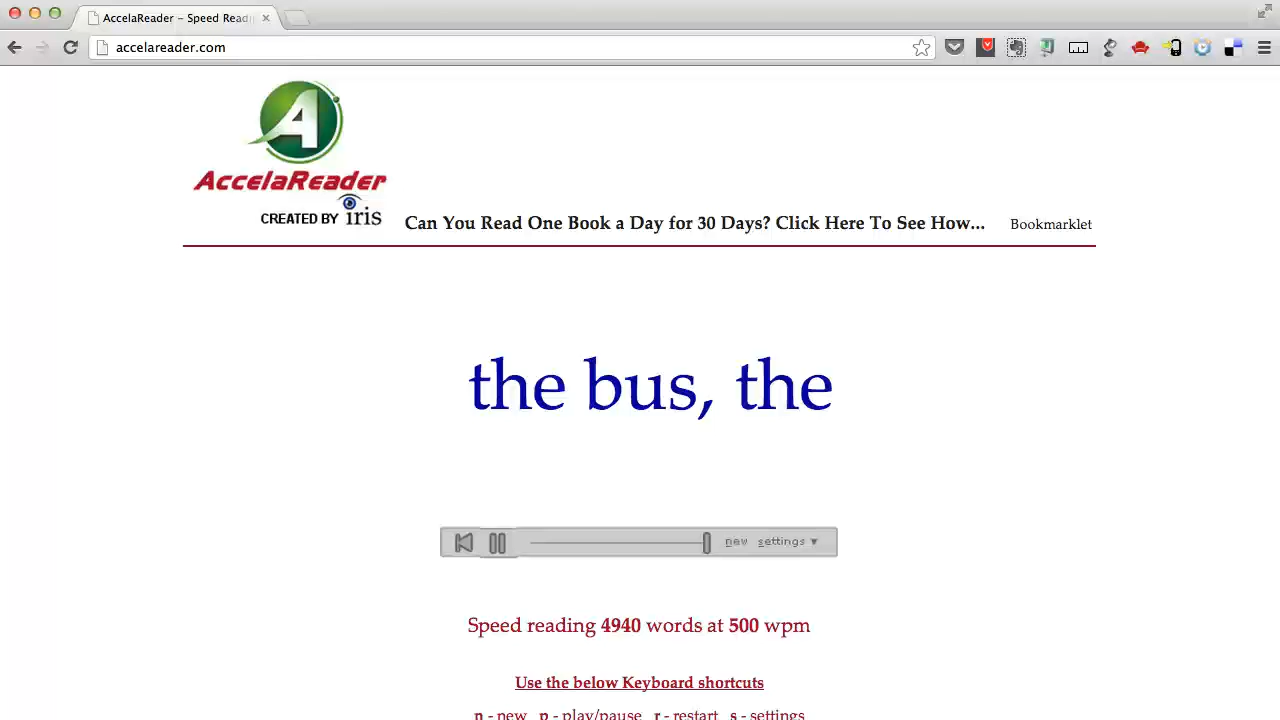 AccelaReader – Speed Readi
accelareader.com
A
AccelaReader
CREATED BY iris
Can You Read One Book a Day for 30 Days? Click Here To See How...
Bookmarklet
the bus, the
new settings ▼
Speed reading 4940 words at 500 wpm
Use the below Keyboard shortcuts
n - new p - play/pause r - restart s - settings